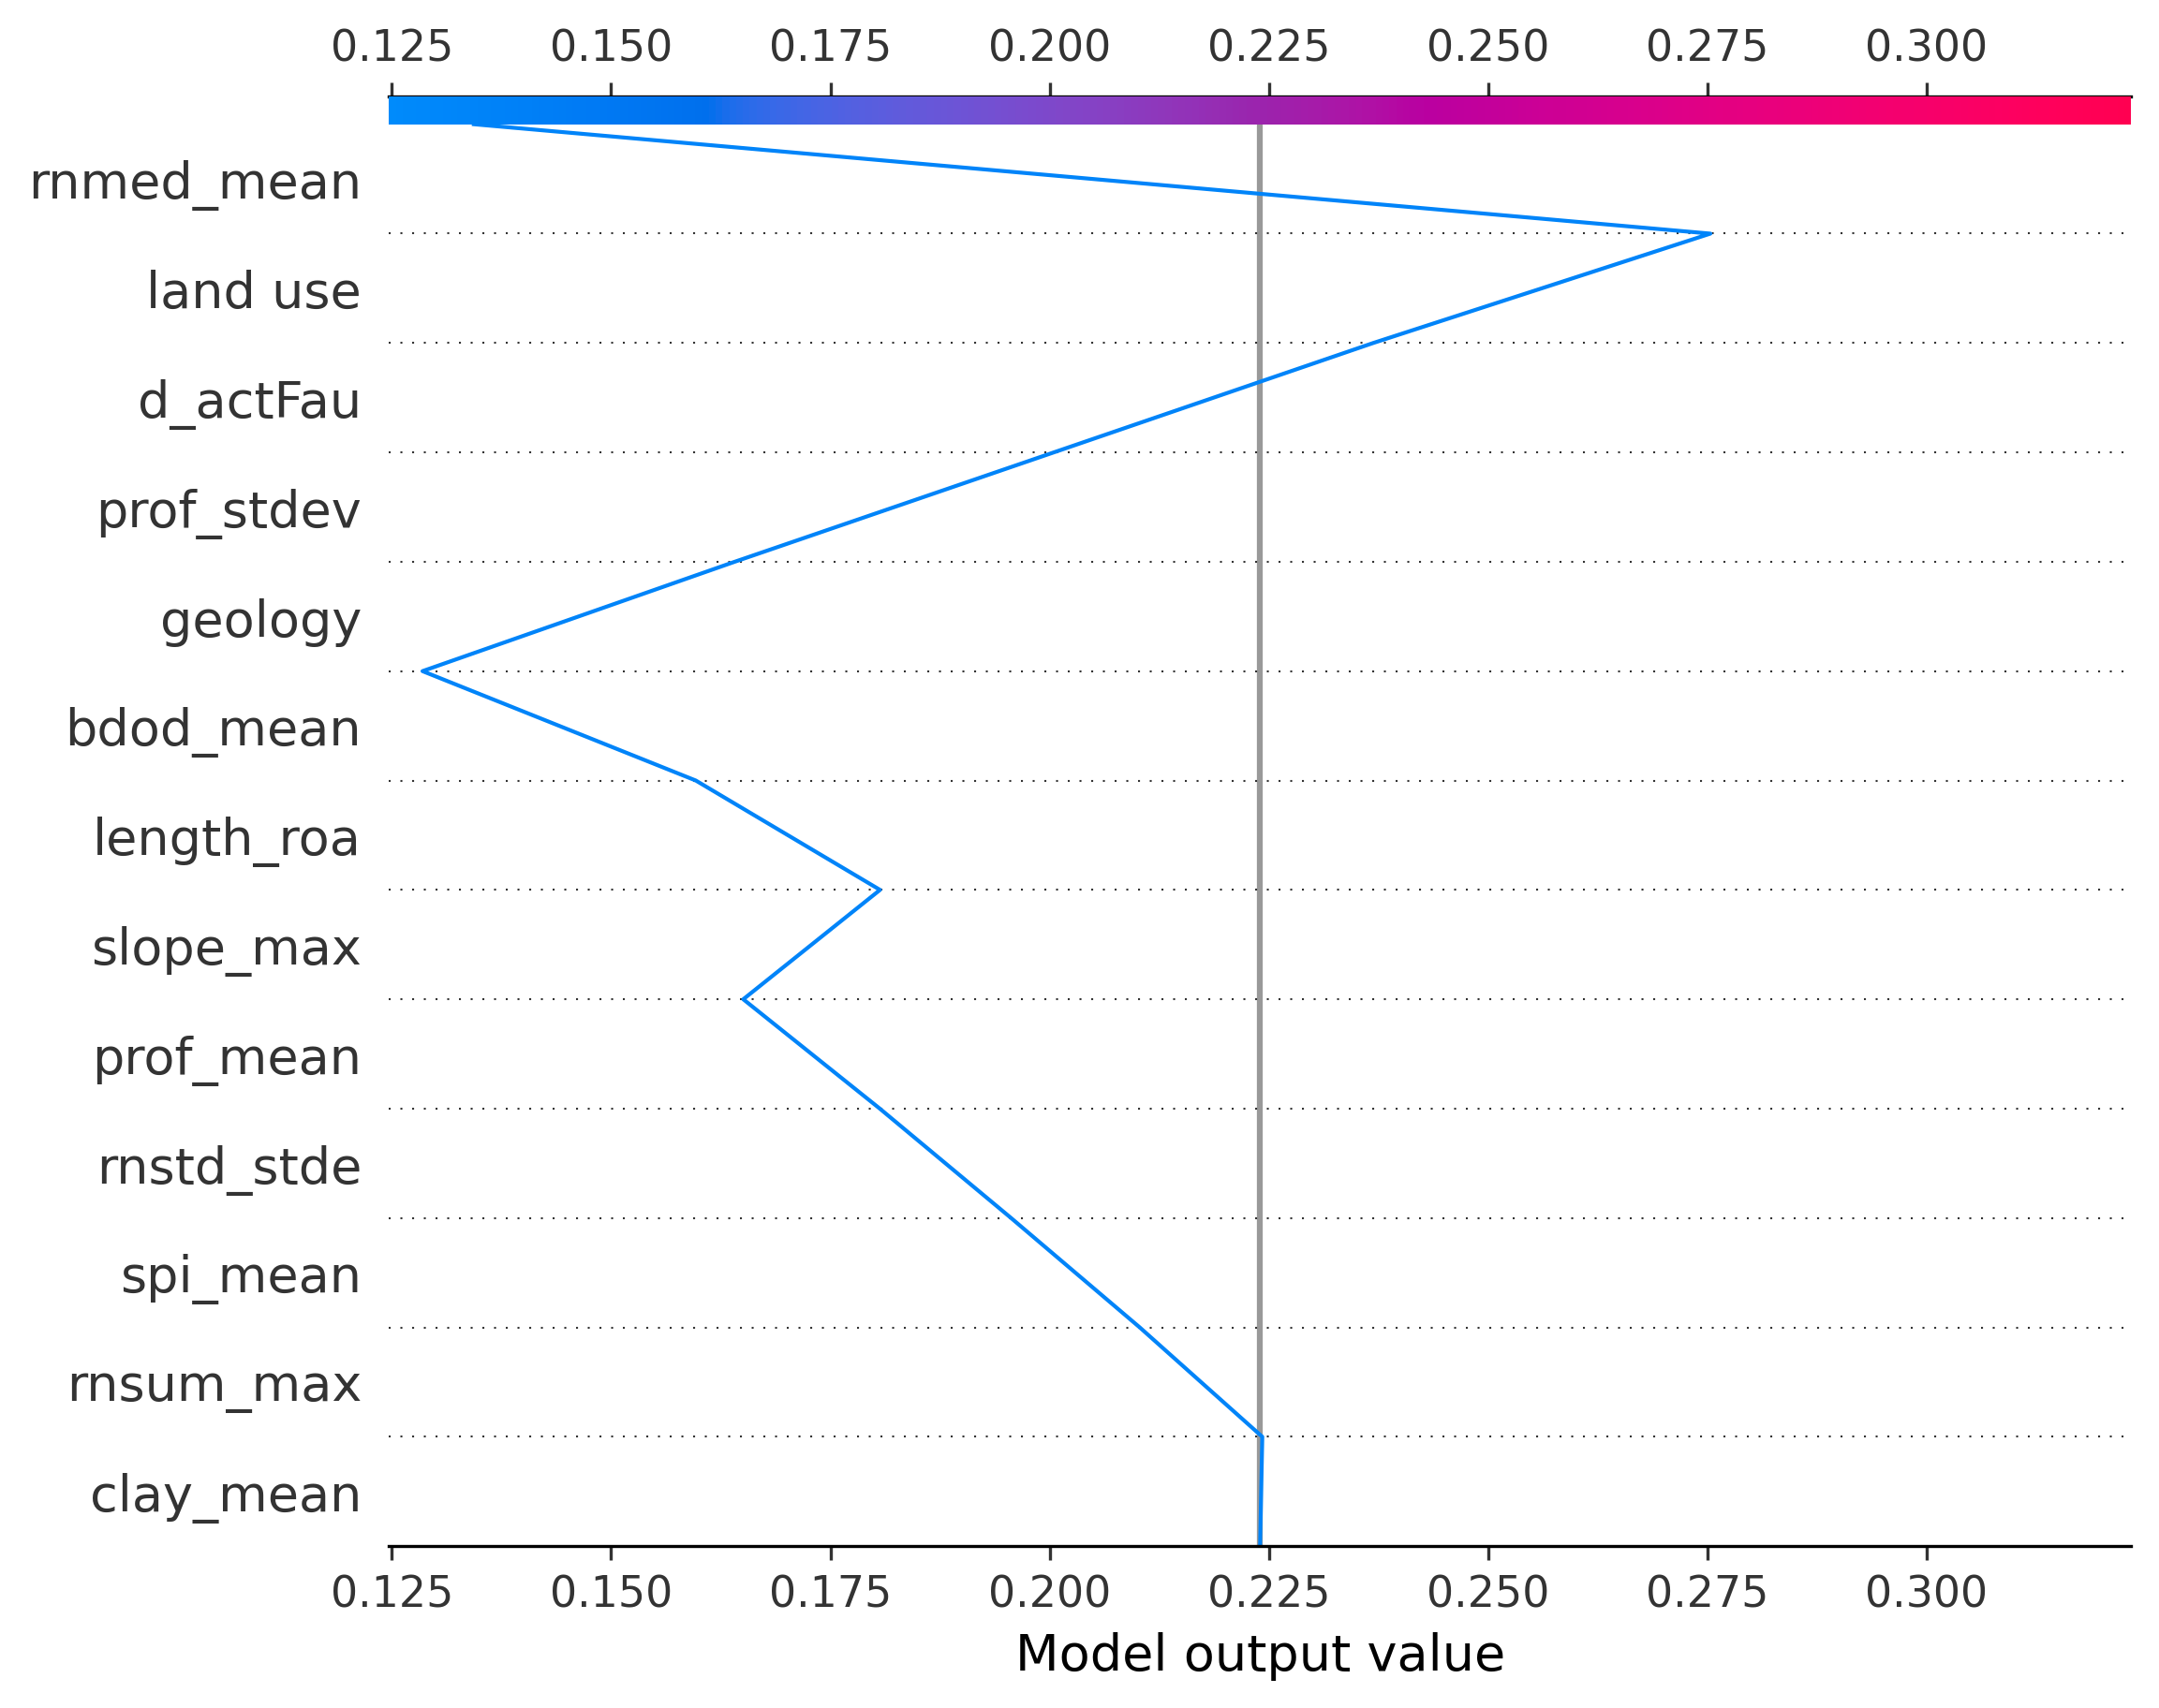 0.125 0.150 0.175 0.200 0.225 0.250 0.275 0.300
rnmed_mean
land use
d_actFau
prof_stdev
geology
bdod_mean
length_roa
slope_max
prof_mean
rnstd_stde
spi_mean
rnsum_max
clay_mean
0.125 0.150 0.175 0.200 0.225 0.250 0.275 0.300
Model output value